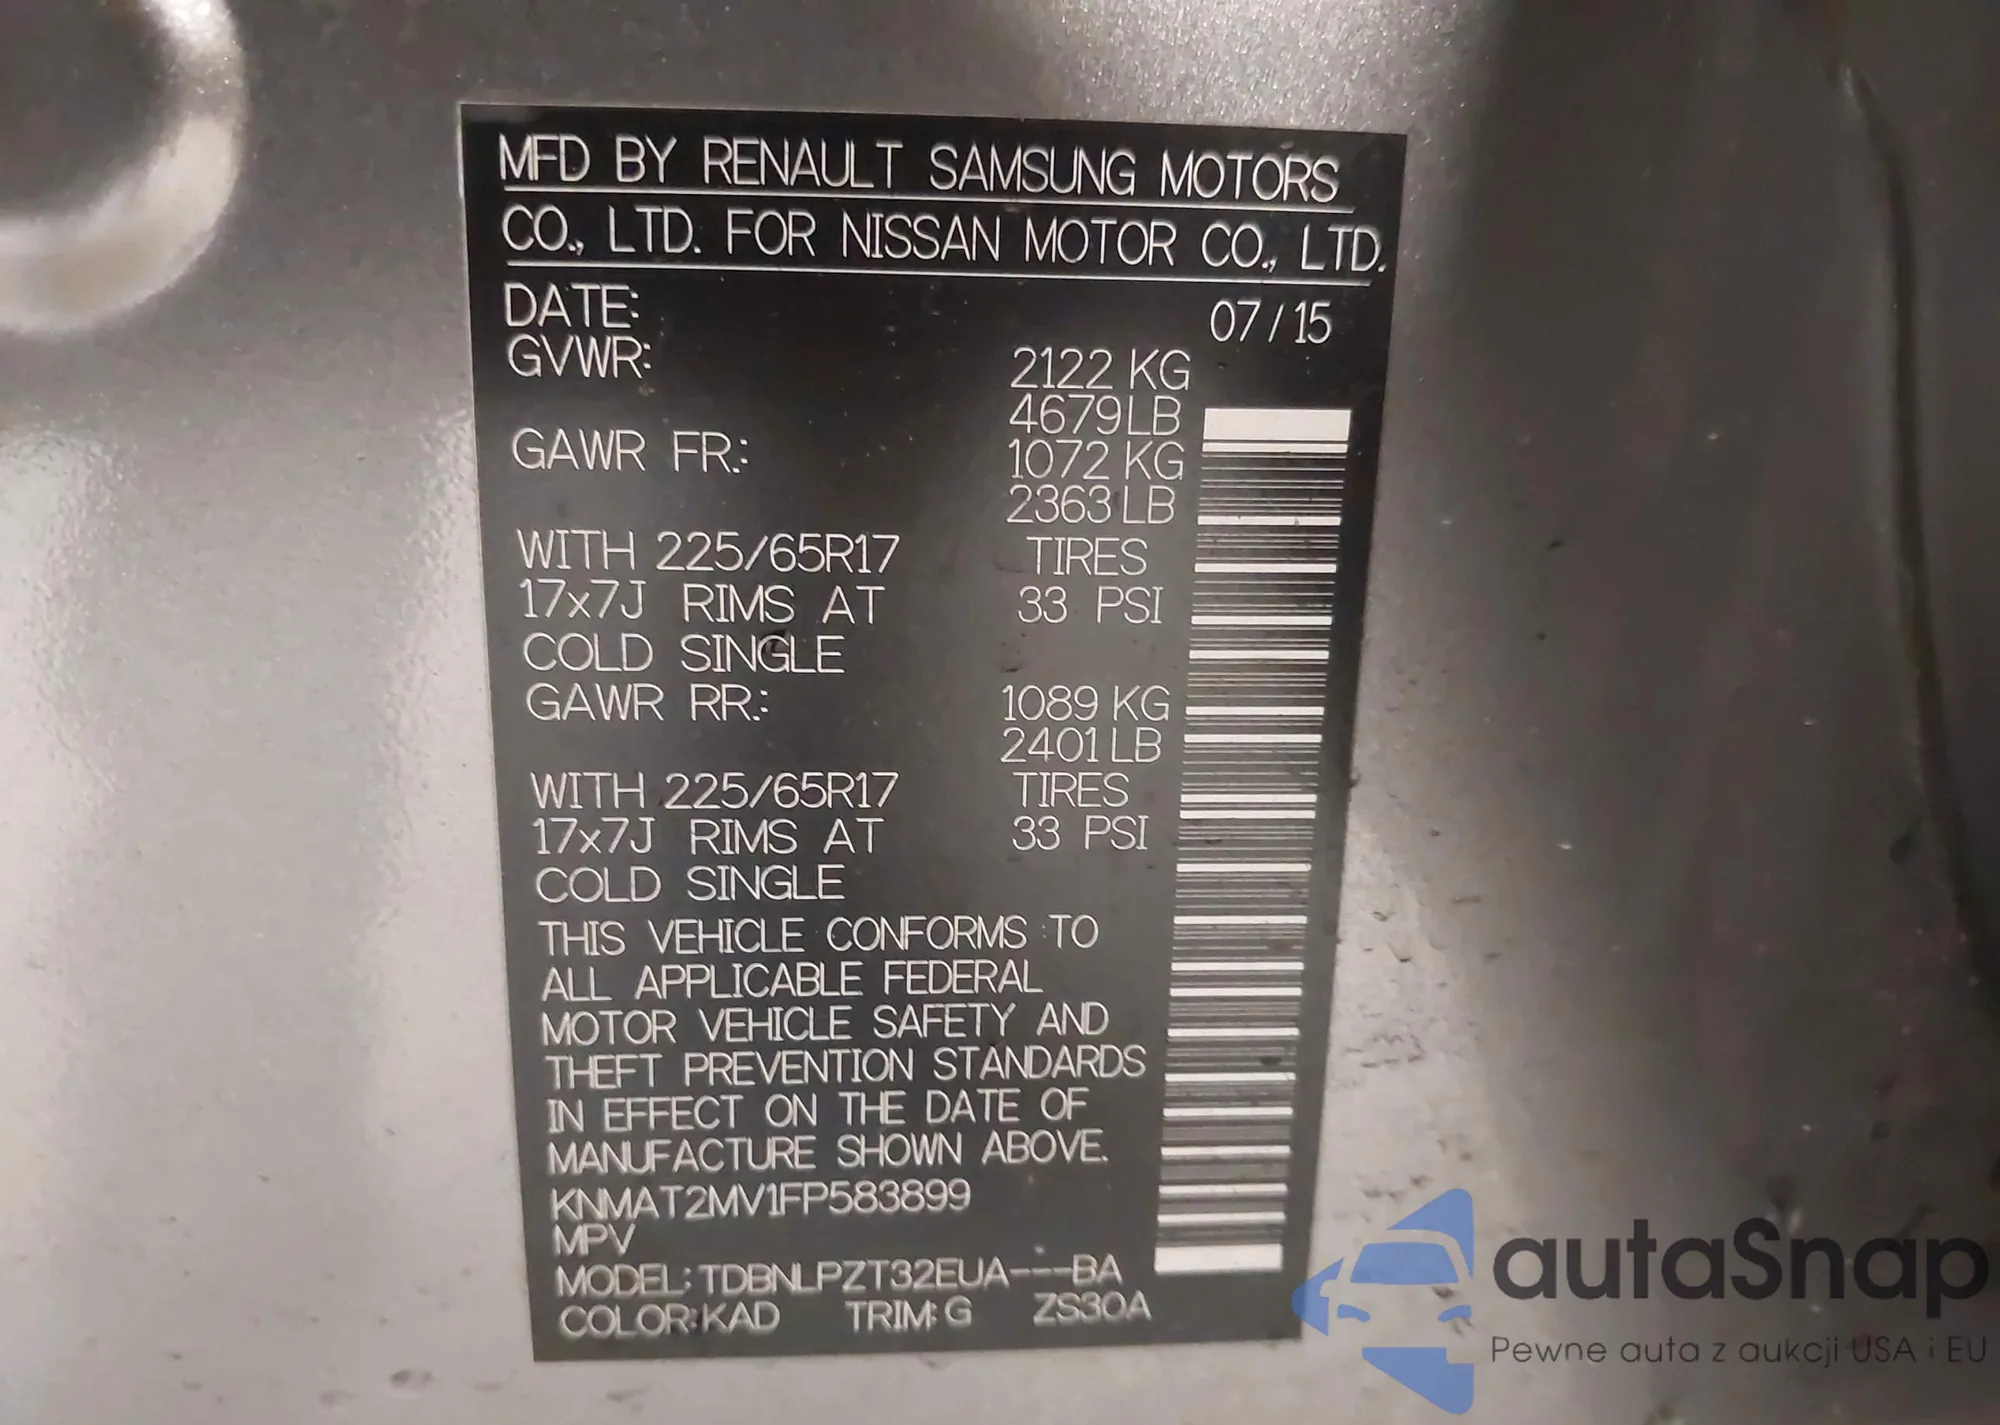 MFD BY RENAULT SAMSUNG MOTORS
CO., LTD. FOR NISSAN MOTOR CO., LTD.
DATE: 07/15
GVWR: 2122 KG
4679LB
GAWR FR.: 1072 KG
2363 LB
WITH 225/65R17 TIRES
17x7J RIMS AT 33 PSI
COLD SINGLE
GAWR RR.: 1089 KG
2401LB
WITH 225/65R17 TIRES
17x7J RIMS AT 33 PSI
COLD SINGLE
THIS VEHICLE CONFORMS TO
ALL APPLICABLE FEDERAL
MOTOR VEHICLE SAFETY AND
THEFT PREVENTION STANDARDS
IN EFFECT ON THE DATE OF
MANUFACTURE SHOWN ABOVE.
KNMAT2MV1FP583899
MPV
MODEL: TDBNLPZT32EUA---BA
COLOR:KAD TRIM:G ZS30A
autaSnap
Pewne auta z aukcji USA i EU